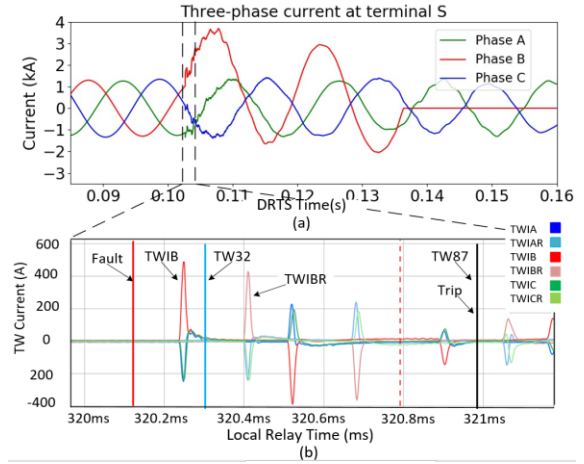 Three-phase current at terminal S
Current (kA)
4
3
2
1
0
−1
−2
−3
Phase A
Phase B
Phase C
0.09
0.10
0.11
0.12
0.13
0.14
0.15
0.16
DRTS Time(s)
(a)
TW Current (A)
600
400
200
0
200
-400
Fault
TWIB
TW32
TWIBR
TW87
Trip
TWIA
TWIAR
TWIB
TWIBR
TWIC
TWICR
320ms
320.2ms
320.4ms
320.6ms
320.8ms
321ms
Local Relay Time (ms)
(b)